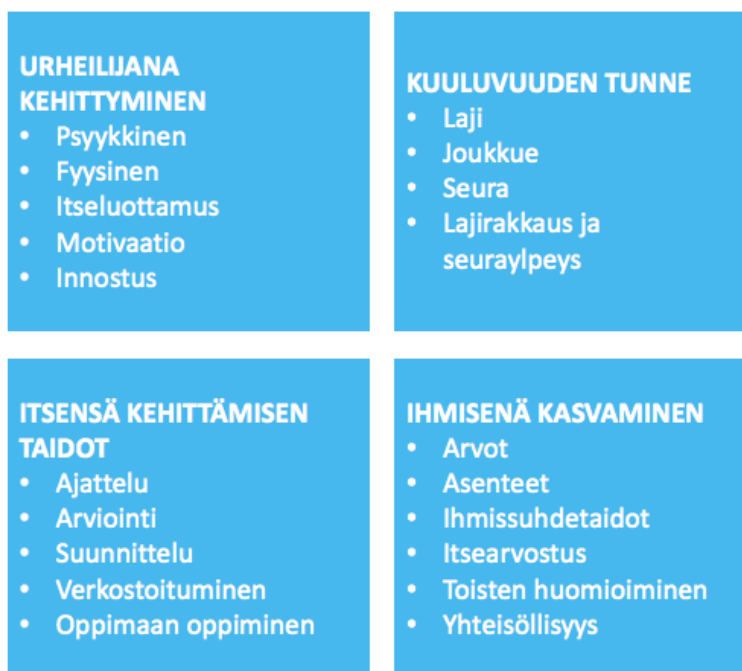 URHEILIJANA
KEHITTYMINEN
• Psyykkinen
• Fyysinen
• Itseluottamus
• Motivaatio
• Innostus
KUULUVUUDEN TUNNE
• Laji
• Joukkue
• Seura
• Lajirakkaus ja
seuraylpeys
ITSENSÄ KEHITTÄMISEN
TAIDOT
• Ajattelu
• Arviointi
• Suunnittelu
• Verkostoituminen
• Oppimaan oppiminen
IHMISENÄ KASVAMINEN
• Arvot
• Asenteet
• Ihmissuhdetaidot
• Itsearvostus
• Toisten huomioiminen
• Yhteisöllisyys